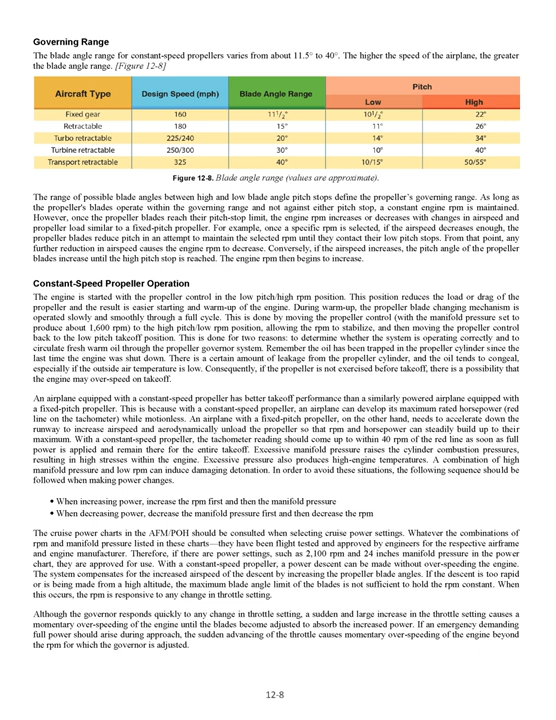 Governing Range
The blade angle range for constant-speed propellers varies from about 11.5° to 40°. The higher the speed of the airplane, the greater
the blade angle range. [Figure 12-8]
Aircraft Type Design Speed (mph) Blade Angle Range Pitch
Low High
Fixed gear 160 11½° 10½° 22°
Retractable 180 15° 11° 26°
Turbo retractable 225/240 20° 14° 34°
Turbine retractable 250/300 30° 10° 40°
Transport retractable 325 40° 10/15° 50/55°
Figure 12-8. Blade angle range (values are approximate).
The range of possible blade angles between high and low blade angle pitch stops define the propeller's governing range. As long as
the propeller's blades operate within the governing range and not against either pitch stop, a constant engine rpm is maintained.
However, once the propeller blades reach their pitch-stop limit, the engine rpm increases or decreases with changes in airspeed and
propeller load similar to a fixed-pitch propeller. For example, once a specific rpm is selected, if the airspeed decreases enough, the
propeller blades reduce pitch in an attempt to maintain the selected rpm until they contact their low pitch stops. From that point, any
further reduction in airspeed causes the engine rpm to decrease. Conversely, if the airspeed increases, the pitch angle of the propeller
blades increase until the high pitch stop is reached. The engine rpm then begins to increase.
Constant-Speed Propeller Operation
The engine is started with the propeller control in the low pitch/high rpm position. This position reduces the load or drag of the
propeller and the result is easier starting and warm-up of the engine. During warm-up, the propeller blade changing mechanism is
operated slowly and smoothly through a full cycle. This is done by moving the propeller control (with the manifold pressure set to
produce about 1,600 rpm) to the high pitch/low rpm position, allowing the rpm to stabilize, and then moving the propeller control
back to the low pitch takeoff position. This is done for two reasons: to determine whether the system is operating correctly and to
circulate fresh warm oil through the propeller governor system. Remember the oil has been trapped in the propeller cylinder since the
last time the engine was shut down. There is a certain amount of leakage from the propeller cylinder, and the oil tends to congeal,
especially if the outside air temperature is low. Consequently, if the propeller is not exercised before takeoff, there is a possibility that
the engine may over-speed on takeoff.
An airplane equipped with a constant-speed propeller has better takeoff performance than a similarly powered airplane equipped with
a fixed-pitch propeller. This is because with a constant-speed propeller, an airplane can develop its maximum rated horsepower (red
line on the tachometer) while motionless. An airplane with a fixed-pitch propeller, on the other hand, needs to accelerate down the
runway to increase airspeed and aerodynamically unload the propeller so that rpm and horsepower can steadily build up to their
maximum. With a constant-speed propeller, the tachometer reading should come up to within 40 rpm of the red line as soon as full
power is applied and remain there for the entire takeoff. Excessive manifold pressure raises the cylinder combustion pressures,
resulting in high stresses within the engine. Excessive pressure also produces high-engine temperatures. A combination of high
manifold pressure and low rpm can induce damaging detonation. In order to avoid these situations, the following sequence should be
followed when making power changes.
• When increasing power, increase the rpm first and then the manifold pressure
• When decreasing power, decrease the manifold pressure first and then decrease the rpm
The cruise power charts in the AFM/POH should be consulted when selecting cruise power settings. Whatever the combinations of
rpm and manifold pressure listed in these charts—they have been flight tested and approved by engineers for the respective airframe
and engine manufacturer. Therefore, if there are power settings, such as 2,100 rpm and 24 inches manifold pressure in the power
chart, they are approved for use. With a constant-speed propeller, a power descent can be made without over-speeding the engine.
The system compensates for the increased airspeed of the descent by increasing the propeller blade angles. If the descent is too rapid
or is being made from a high altitude, the maximum blade angle limit of the blades is not sufficient to hold the rpm constant. When
this occurs, the rpm is responsive to any change in throttle setting.
Although the governor responds quickly to any change in throttle setting, a sudden and large increase in the throttle setting causes a
momentary over-speeding of the engine until the blades become adjusted to absorb the increased power. If an emergency demanding
full power should arise during approach, the sudden advancing of the throttle causes momentary over-speeding of the engine beyond
the rpm for which the governor is adjusted.
12-8